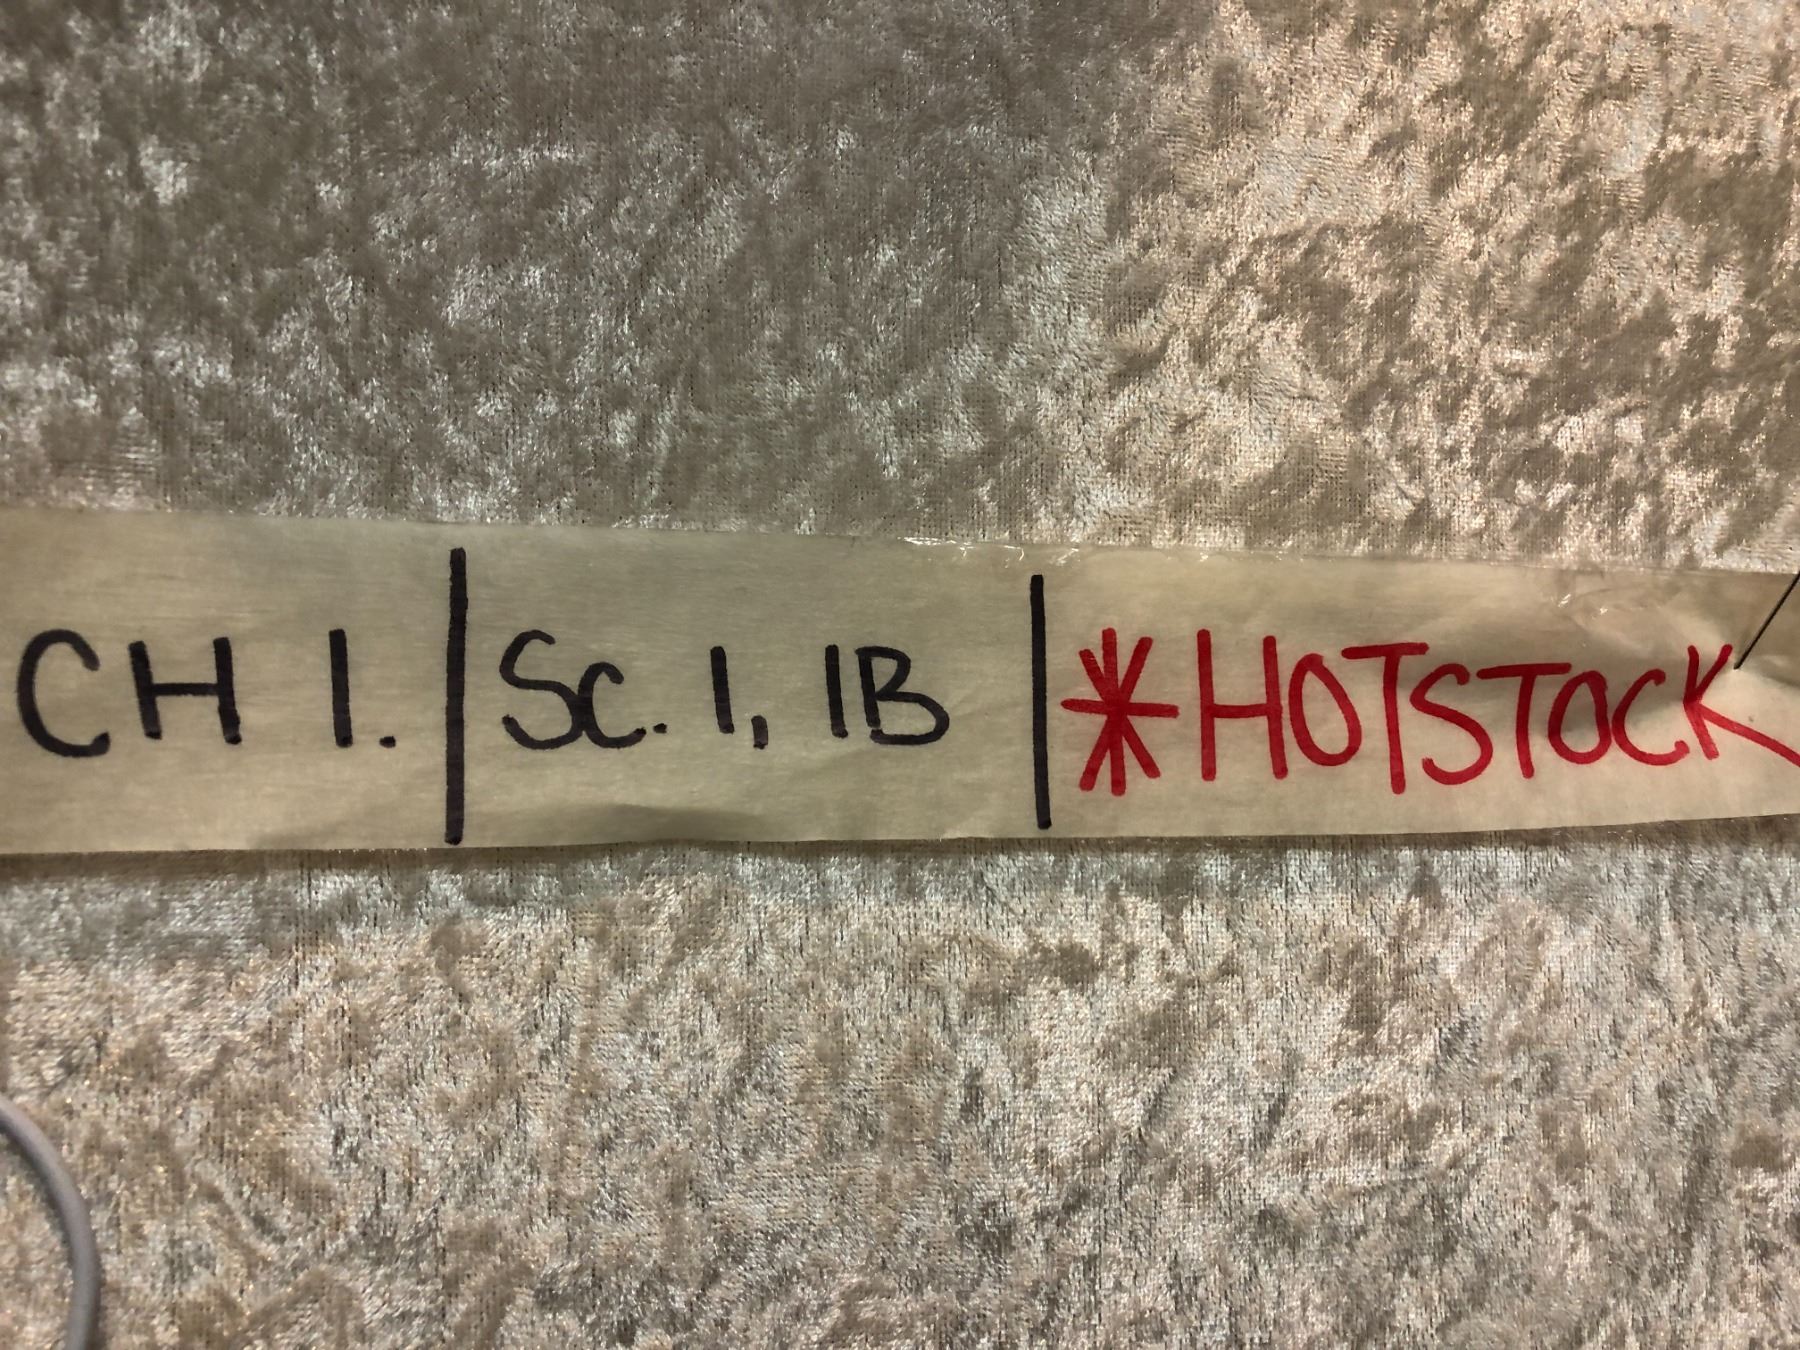 CH 1. | Sc. 1, 1B | *HOTSTOCK